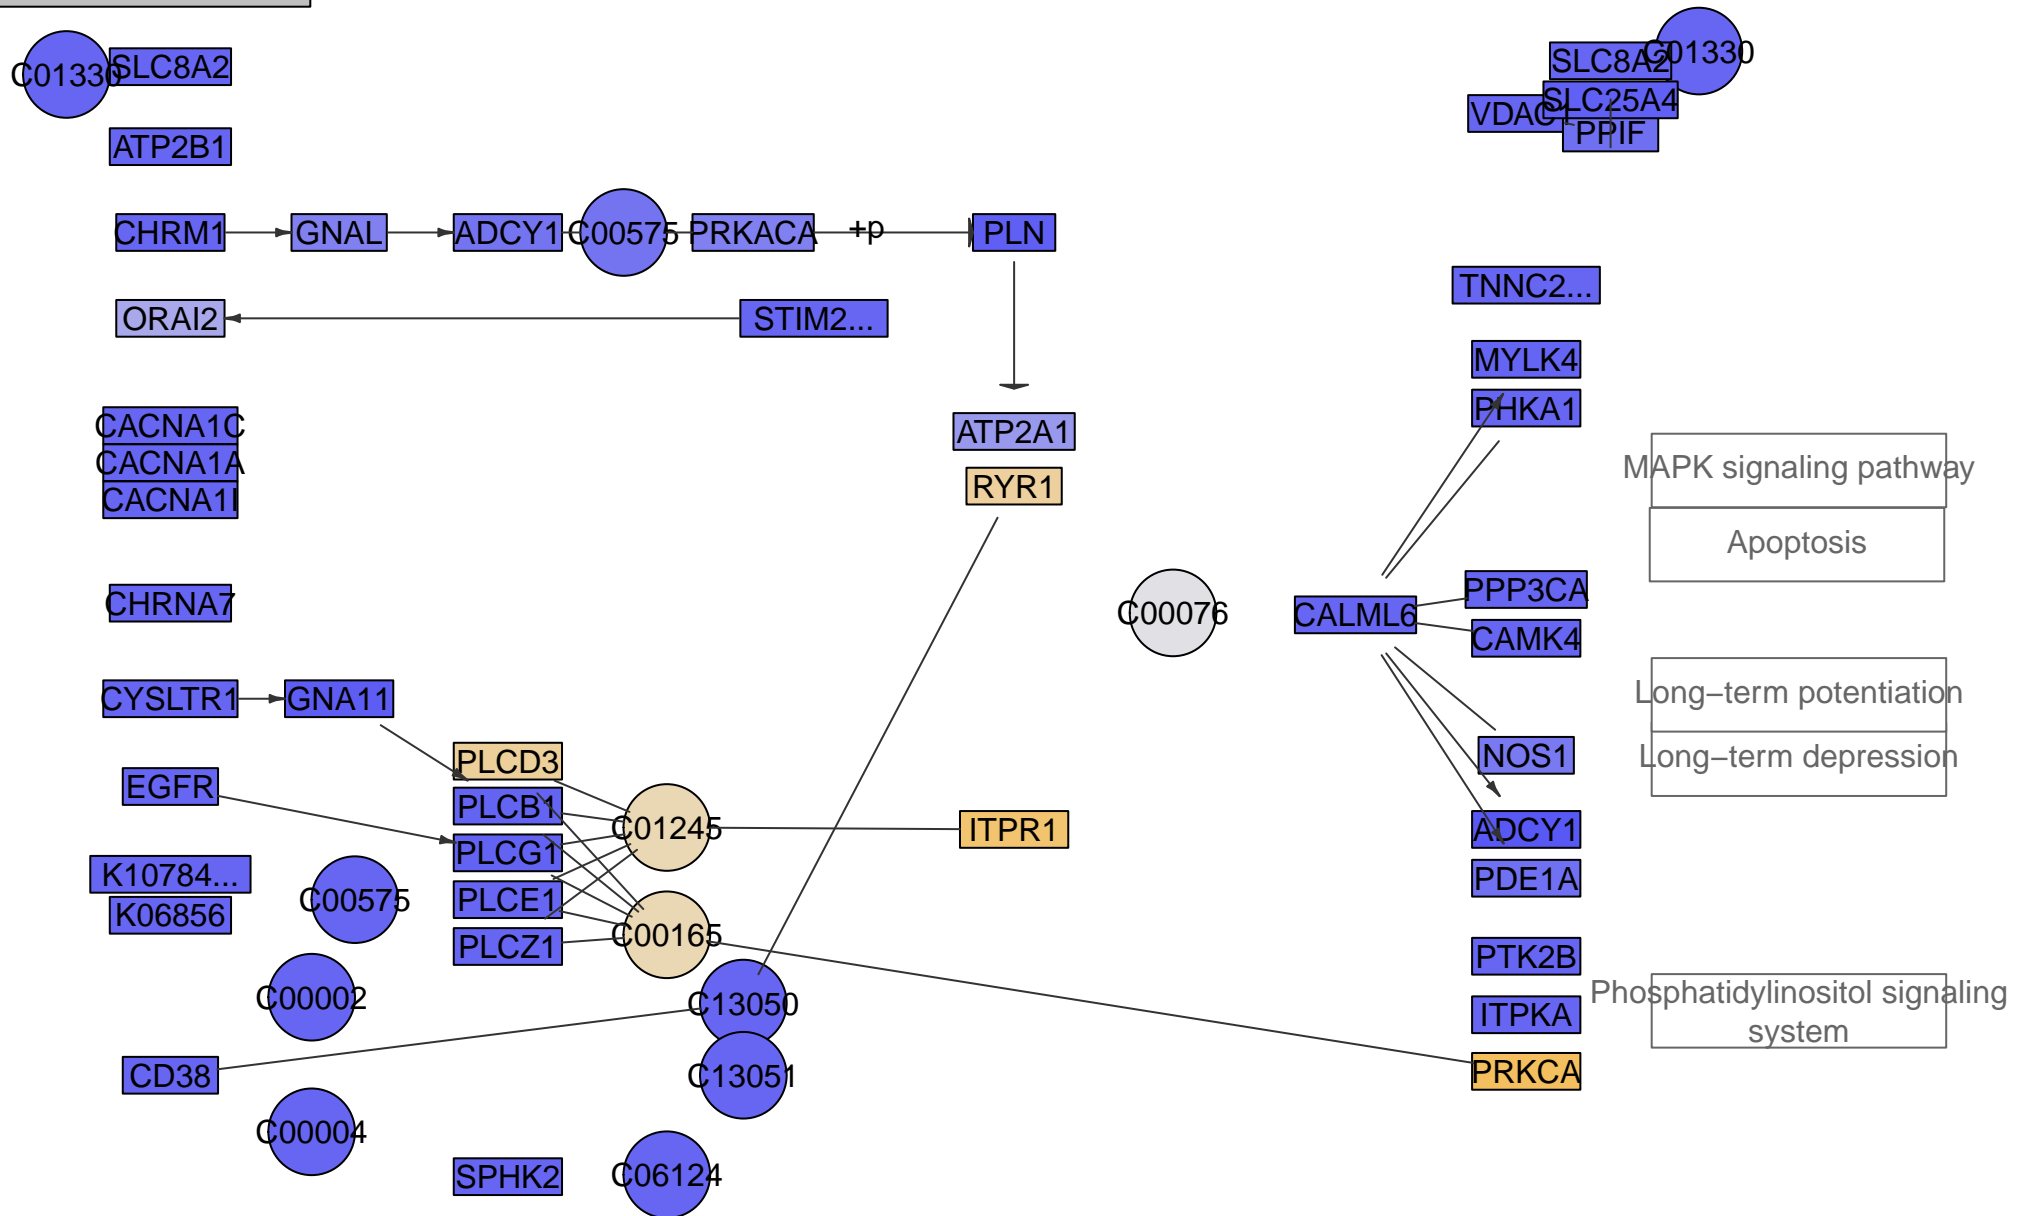 C01330
SLC8A2
SLC8A2
C01330
SLC25A4
VDAC1
PPIF
ATP2B1
CHRM1
GNAL
ADCY1
C00575
PRKACA
+p
PLN
TNNC2...
ORAI2
STIM2...
MYLK4
PHKA1
CACNA1C
ATP2A1
CACNA1A
MAPK signaling pathway
RYR1
CACNA1I
Apoptosis
CHRNA7
C00076
CALML6
PPP3CA
CAMK4
CYSLTR1
GNA11
Long−term potentiation
PLCD3
NOS1
Long−term depression
EGFR
PLCB1
C01245
ITPR1
ADCY1
PLCG1
K10784...
PDE1A
C00575
PLCE1
K06856
C00165
PLCZ1
PTK2B
C00002
C13050
Phosphatidylinositol signaling
system
ITPKA
CD38
C13051
PRKCA
C00004
SPHK2
C06124